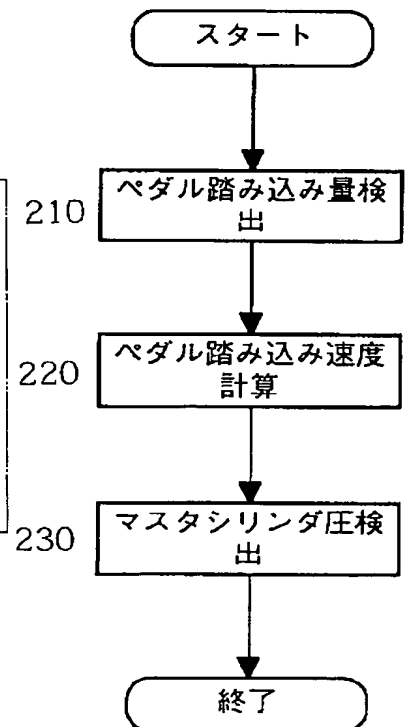 スタート
210
ペダル踏み込み量検
出
220
ペダル踏み込み速度
計算
230
マスタシリンダ圧検
出
終了